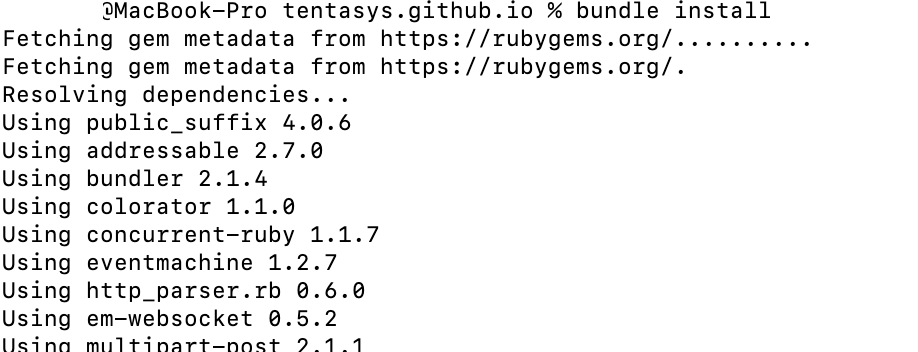 @MacBook-Pro tentasys.github.io % bundle install
Fetching gem metadata from https://rubygems.org/..........
Fetching gem metadata from https://rubygems.org/.
Resolving dependencies...
Using public_suffix 4.0.6
Using addressable 2.7.0
Using bundler 2.1.4
Using colorator 1.1.0
Using concurrent-ruby 1.1.7
Using eventmachine 1.2.7
Using http_parser.rb 0.6.0
Using em-websocket 0.5.2
Using multipart-post 2.1.1